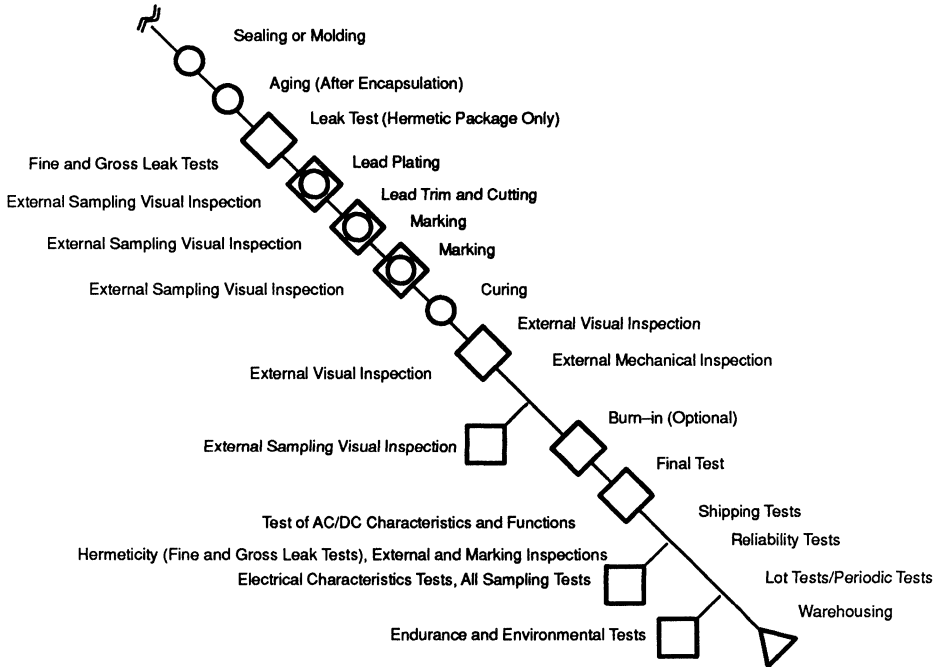 Sealing or Molding
Aging (After Encapsulation)
Leak Test (Hermetic Package Only)
Fine and Gross Leak Tests
Lead Plating
External Sampling Visual Inspection
Lead Trim and Cutting
Marking
External Sampling Visual Inspection
Marking
External Sampling Visual Inspection
Curing
External Visual Inspection
External Mechanical Inspection
External Visual Inspection
Burn–in (Optional)
External Sampling Visual Inspection
Final Test
Shipping Tests
Test of AC/DC Characteristics and Functions
Reliability Tests
Hermeticity (Fine and Gross Leak Tests), External and Marking Inspections
Electrical Characteristics Tests, All Sampling Tests
Lot Tests/Periodic Tests
Warehousing
Endurance and Environmental Tests